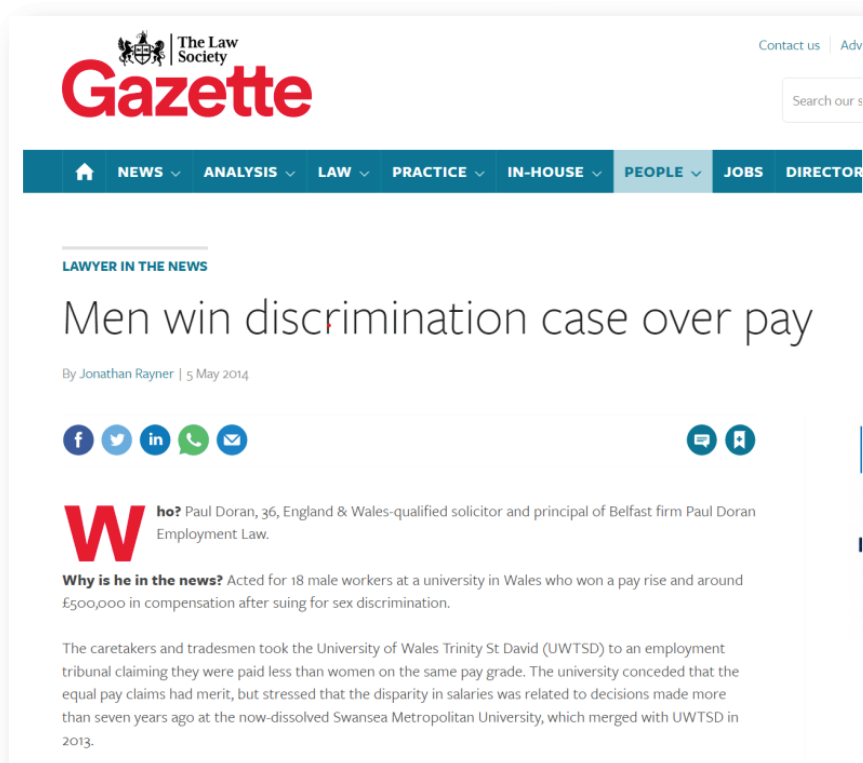 The Law
Society
Gazette
Contact us
Search our
NEWS ANALYSIS LAW PRACTICE IN-HOUSE PEOPLE JOBS
LAWYER IN THE NEWS
Men win discrimination case over pay
By Jonathan Rayner | 5 May 2014
Who? Paul Doran, 36, England & Wales-qualified solicitor and principal of Belfast firm Paul Doran
Employment Law.
Why is he in the news? Acted for 18 male workers at a university in Wales who won a pay rise and around
£500,000 in compensation after suing for sex discrimination.
The caretakers and tradesmen took the University of Wales Trinity St David (UWTSD) to an employment
tribunal claiming they were paid less than women on the same pay grade. The university conceded that the
equal pay claims had merit, but stressed that the disparity in salaries was related to decisions made more
than seven years ago at the now-dissolved Swansea Metropolitan University, which merged with UWTSD in
2013.